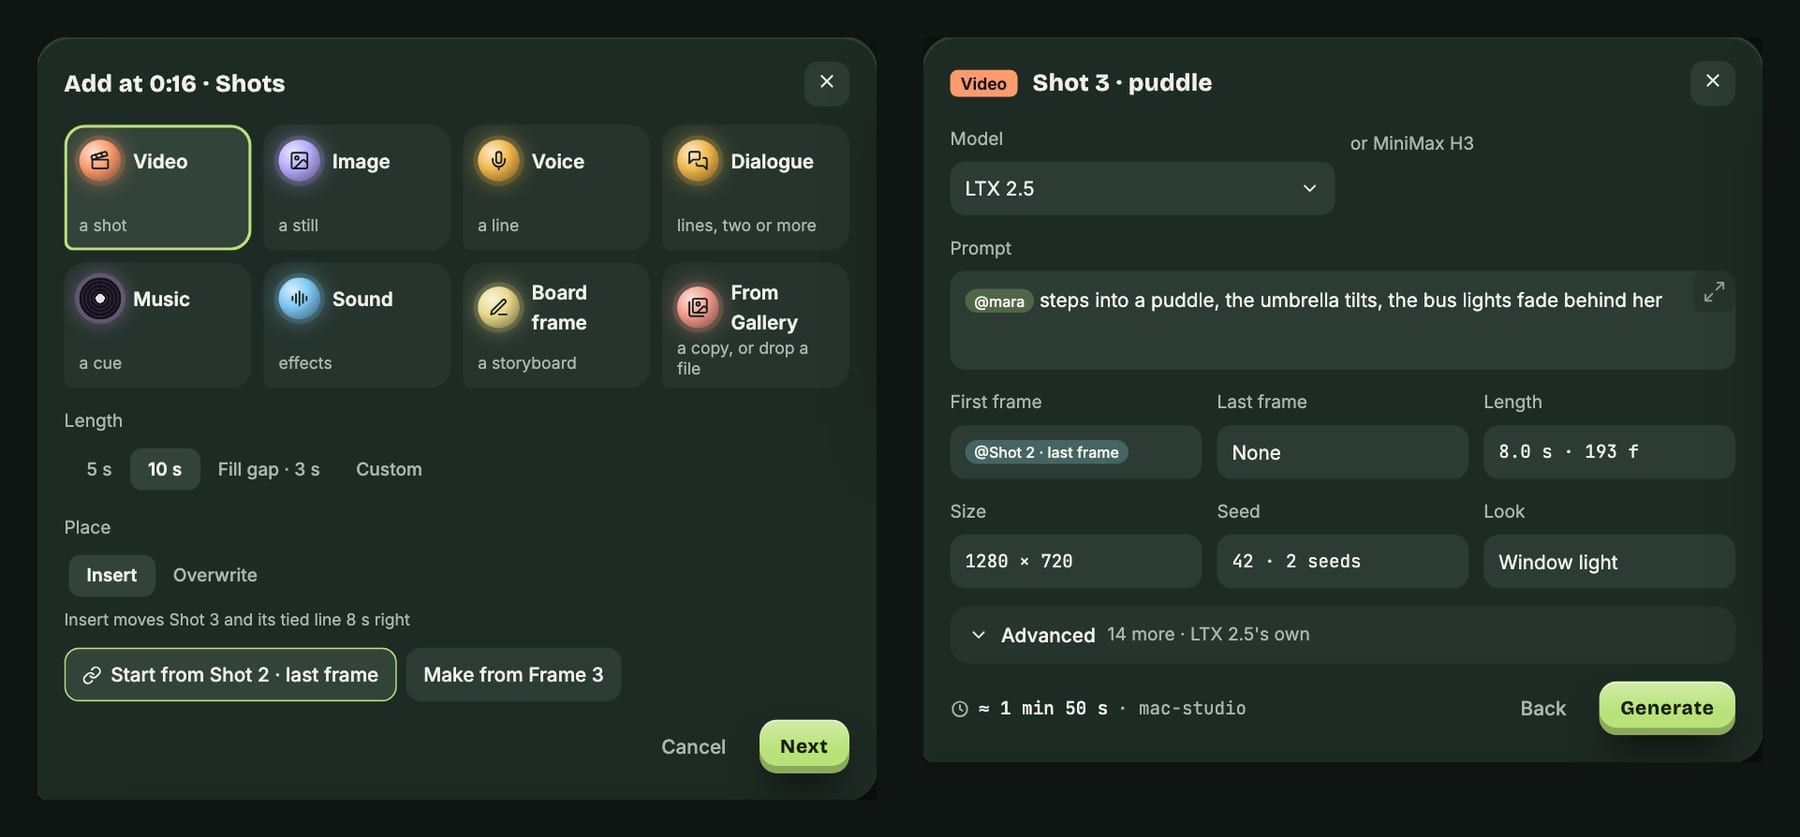 Add at 0:16 · Shots
Video
a shot
Image
a still
Voice
a line
Dialogue
lines, two or more
Music
a cue
Sound
effects
Board
frame
a storyboard
From
Gallery
a copy, or drop a
file
Length
5 s
10 s
Fill gap · 3 s
Custom
Place
Insert
Overwrite
Insert moves Shot 3 and its tied line 8 s right
Start from Shot 2 · last frame
Make from Frame 3
Cancel
Next
Video
Shot 3 · puddle
Model
or MiniMax H3
LTX 2.5
Prompt
@mara steps into a puddle, the umbrella tilts, the bus lights fade behind her
First frame
Last frame
Length
@Shot 2 · last frame
None
8.0 s · 193 f
Size
Seed
Look
1280 × 720
42 · 2 seeds
Window light
Advanced 14 more · LTX 2.5's own
≈ 1 min 50 s · mac-studio
Back
Generate